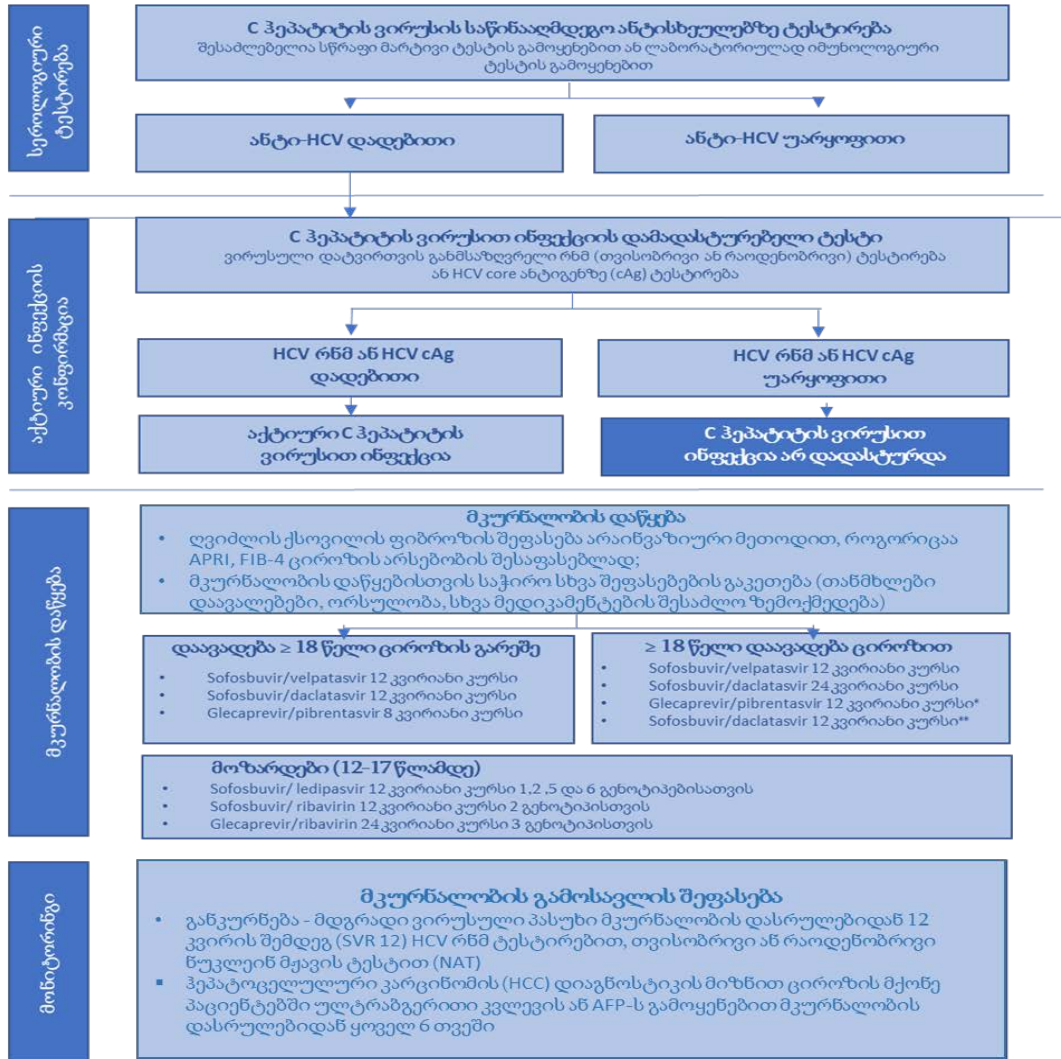 სეროლოგიური
ტესტირება
C ჰეპატიტის ვირუსის საწინააღმდეგო ანტისხეულებზე ტესტირება
შესაძლებელია სწრაფი მარტივი ტესტის გამოყენებით ან ლაბორატორიულად იმუნოლოგიური
ტესტის გამოყენებით
ანტი-HCV დადებითი
ანტი-HCV უარყოფითი
აქტიური ინფექციის
კონფირმაცია
C ჰეპატიტის ვირუსით ინფექციის დამადასტურებელი ტესტი
ვირუსული დატვირთვის განმსაზღვრელი რნმ (თვისობრივი ან რაოდენობრივი) ტესტირება
ან HCV core ანტიგენზე (cAg) ტესტირება
HCV რნმ ან HCV cAg
დადებითი
HCV რნმ ან HCV cAg
უარყოფითი
აქტიური C ჰეპატიტის
ვირუსით ინფექცია
C ჰეპატიტის ვირუსით
ინფექცია არ დადასტურდა
მკურნალობის დაწყება
მკურნალობის დაწყება
• ღვიძლის ქსოვილის ფიბროზის შეფასება არაინვაზიური მეთოდით, როგორიცაა
APRI, FIB-4 ციროზის არსებობის შესაფასებლად;
• მკურნალობის დაწყებისთვის საჭირო სხვა შეფასებების გაკეთება (თანმხლები
დაავალებები, ორსულობა, სხვა მედიკამენტების შესაძლო ზემოქმედება)
დაავადება ≥ 18 წელი ციროზის გარეშე
• Sofosbuvir/velpatasvir 12 კვირიანი კურსი
• Sofosbuvir/daclatasvir 12 კვირიანი კურსი
• Glecaprevir/pibrentasvir 8 კვირიანი კურსი
≥ 18 წელი დაავადება ციროზით
• Sofosbuvir/velpatasvir 12 კვირიანი კურსი
• Sofosbuvir/daclatasvir 24 კვირიანი კურსი
• Glecaprevir/pibrentasvir 12 კვირიანი კურსი*
• Sofosbuvir/daclatasvir 12 კვირიანი კურსი**
მოზარდები (12-17 წლამდე)
• Sofosbuvir/ ledipasvir 12 კვირიანი კურსი 1,2 ,5 და 6 გენოტიპებისათვის
• Sofosbuvir/ ribavirin 12 კვირიანი კურსი 2 გენოტიპისთვის
• Glecaprevir/ribavirin 24 კვირიანი კურსი 3 გენოტიპისთვის
მონიტორინგი
მკურნალობის გამოსავლის შეფასება
• განკურნება - მდგრადი ვირუსული პასუხი მკურნალობის დასრულებიდან 12
კვირის შემდეგ (SVR 12) HCV რნმ ტესტირებით, თვისობრივი ან რაოდენობრივი
ნუკლეინ მჟავის ტესტით (NAT)
▪ ჰეპატოცელულური კარცინომის (HCC) დიაგნოსტიკის მიზნით ციროზის მქონე
პაციენტებში ულტრაბგერითი კვლევის ან AFP-ს გამოყენებით მკურნალობის
დასრულებიდან ყოველ 6 თვეში